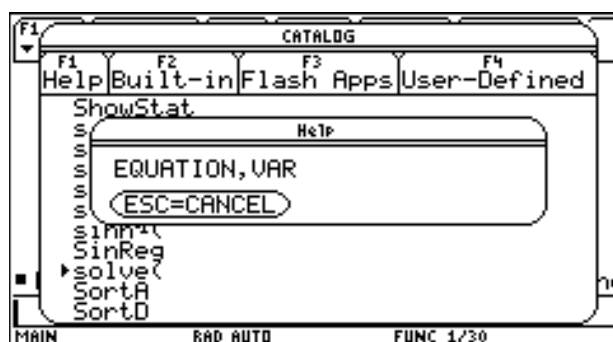 F1
CATALOG
F1 F2 F3 F4
Help Built-in Flash Apps User-Defined
ShowStat
s
s
Help
s
EQUATION,VAR
s
s
ESC=CANCEL
SinReg
▸solve(
SortA
SortD
MAIN RAD AUTO FUNC 1/30